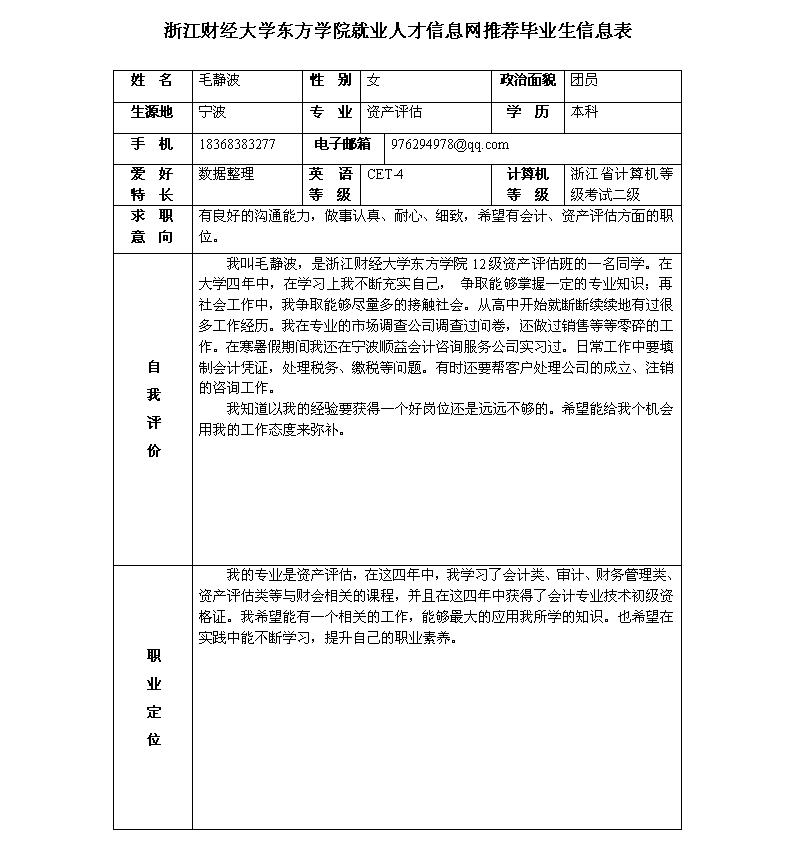 浙江财经大学东方学院就业人才信息网推荐毕业生信息表
姓 名 毛静波 性 别 女 政治面貌 团员
生源地 宁波 专 业 资产评估 学 历 本科
手 机 18368383277 电子邮箱 976294978@qq.com
爱 好 特 长 数据整理 英 语 等 级 CET-4 计算机 等 级 浙江省计算机等级考试二级
求 职 意 向
有良好的沟通能力，做事认真、耐心、细致，希望有会计、资产评估方面的职
位。
自我评价
我叫毛静波，是浙江财经大学东方学院 12 级资产评估班的一名同学。在
大学四年中，在学习上我不断充实自己， 争取能够掌握一定的专业知识；再
社会工作中，我争取能够尽量多的接触社会。从高中开始就断断续续地有过很
多工作经历。我在专业的市场调查公司调查过问卷，还做过销售等等零碎的工
作。在寒暑假期间我还在宁波顺益会计咨询服务公司实习过。日常工作中要填
制会计凭证，处理税务、缴税等问题。有时还要帮客户处理公司的成立、注销
的咨询工作。
我知道以我的经验要获得一个好岗位还是远远不够的。希望能给我个机会
用我的工作态度来弥补。
职业定位
我的专业是资产评估，在这四年中，我学习了会计类、审计、财务管理类、
资产评估类等与财会相关的课程，并且在这四年中获得了会计专业技术初级资
格证。我希望能有一个相关的工作，能够最大的应用我所学的知识。也希望在
实践中能不断学习，提升自己的职业素养。